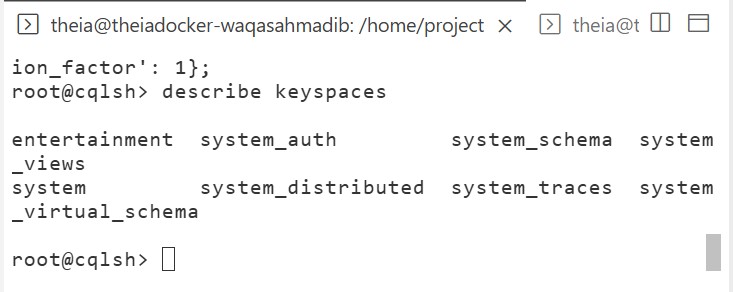 theia@theiadocker-waqasahmadib: /home/project theia@t
ion_factor': 1};
root@cqlsh> describe keyspaces
entertainment system_auth system_schema system
_views
system system_distributed system_traces system
_virtual_schema
root@cqlsh>